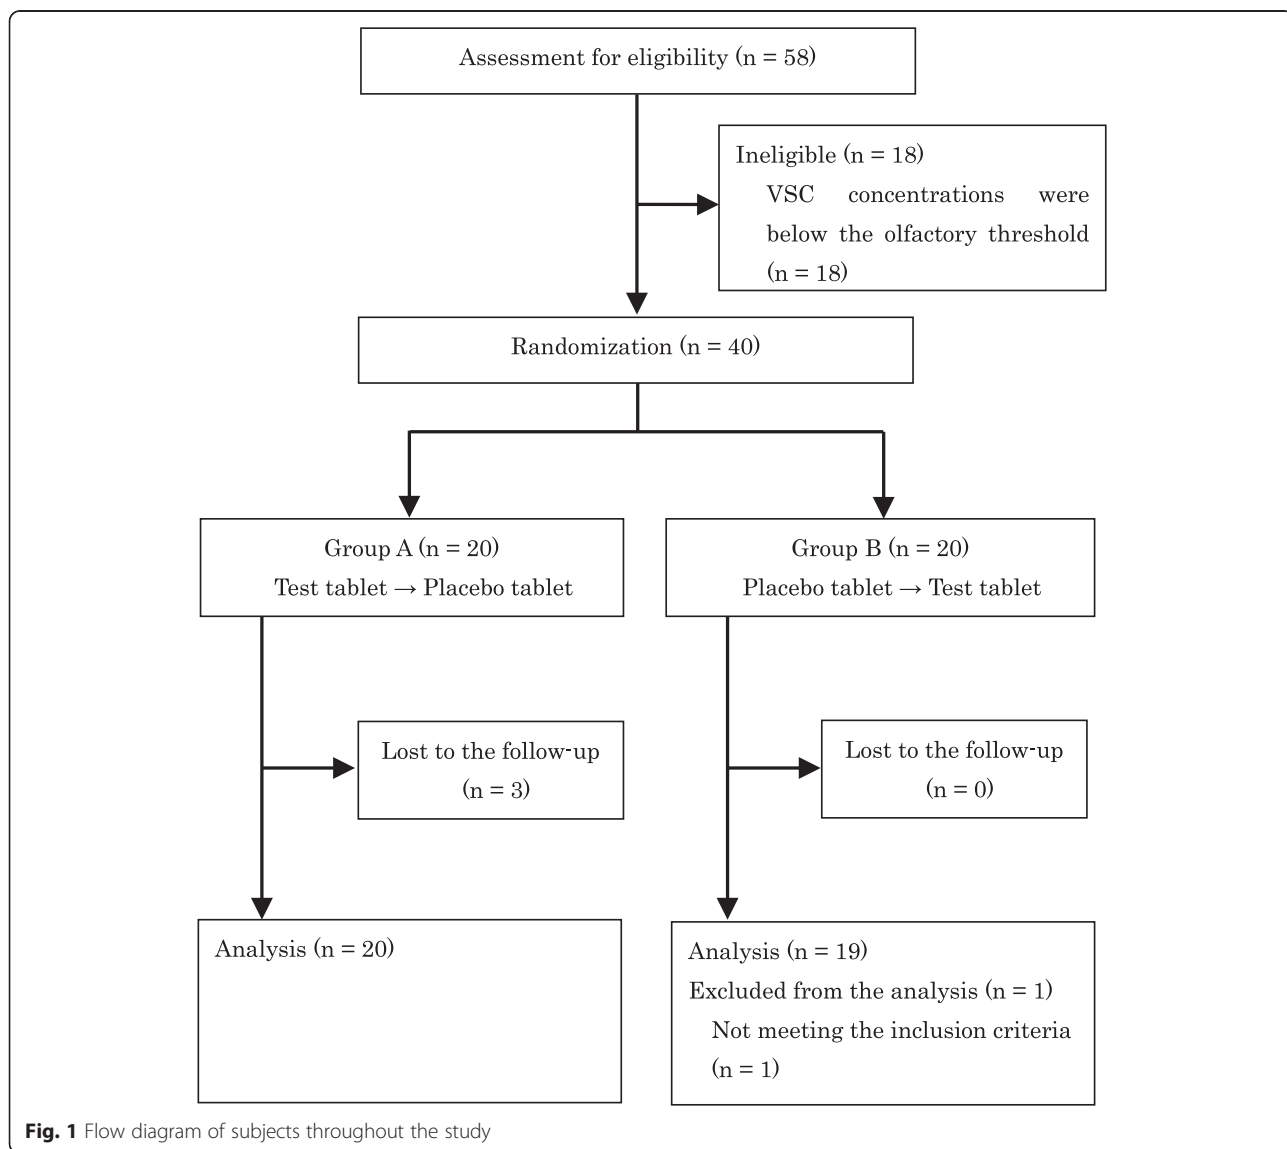 Assessment for eligibility (n = 58)
Ineligible (n = 18)
VSC concentrations were
below the olfactory threshold
(n = 18)
Randomization (n = 40)
Group A (n = 20)
Test tablet → Placebo tablet
Group B (n = 20)
Placebo tablet → Test tablet
Lost to the follow-up
(n = 3)
Lost to the follow-up
(n = 0)
Analysis (n = 20)
Analysis (n = 19)
Excluded from the analysis (n = 1)
Not meeting the inclusion criteria
(n = 1)
Fig. 1 Flow diagram of subjects throughout the study